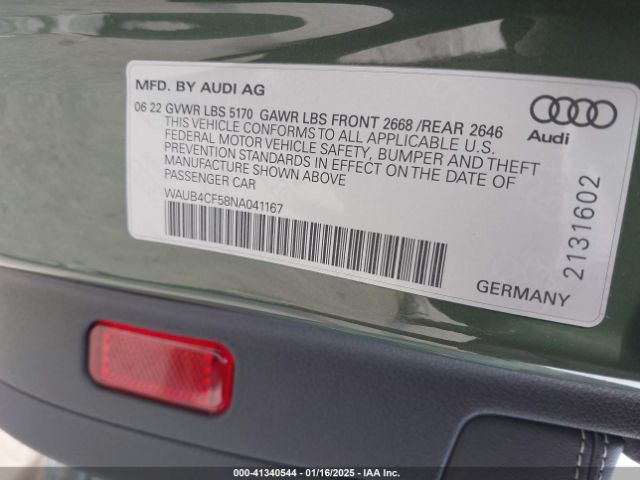 MFD. BY AUDI AG
06 22 GVWR LBS 5170 GAWR LBS FRONT 2668 /REAR 2646
THIS VEHICLE CONFORMS TO ALL APPLICABLE U.S.
FEDERAL MOTOR VEHICLE SAFETY, BUMPER AND THEFT
PREVENTION STANDARDS IN EFFECT ON THE DATE OF
MANUFACTURE SHOWN ABOVE
PASSENGER CAR
WAUB4CF58NA041167
Audi
2131602
GERMANY
000-41340544 - 01/16/2025 - IAA Inc.